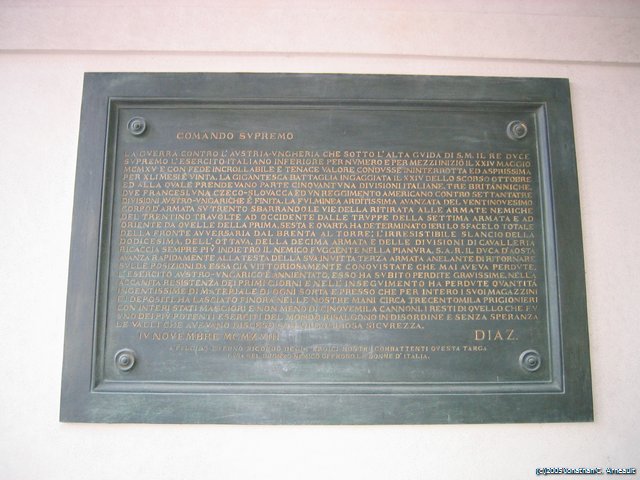 COMANDO SVPREMO
LA GVERRA CONTRO L'AVSTRIA-VNGHERIA CHE SOTTO L'ALTA GVIDA DI S.M. IL RE DVCE
SVPREMO L'ESERCITO ITALIANO INFERIORE PER NVMERO E PER MEZZI INIZIÒ IL XXIV MAGGIO
MCMXV E CON FEDE INCROLLABILE E TENACE VALORE CONDVSSE ININTERROTTA ED ASPRISSIMA
PER XLI MESI È VINTA. LA GIGANTESCA BATTAGLIA INGAGGIATA IL XXIV DELLO SCORSO OTTOBRE
ED ALLA QVALE PRENDEVANO PARTE CINQVANTVNA DIVISIONI ITALIANE, TRE BRITANNICHE,
DVE FRANCESI, VNA CZECO-SLOVACCA ED VN REGGIMENTO AMERICANO CONTRO SETTANTATRE
DIVISIONI AVSTRO-VNGARICHE È FINITA. LA FVLMINEA ARDITISSIMA AVANZATA DEL VENTINOVESIMO
CORPO D'ARMATA SV TRENTO SBARRANDO LE VIE DELLA RITIRATA ALLE ARMATE NEMICHE
DEL TRENTINO TRAVOLTE AD OCCIDENTE DALLE TRVPPE DELLA SETTIMA ARMATA E AD
ORIENTE DA QVELLE DELLA PRIMA, SESTA E QVARTA HA DETERMINATO IERI LO SFACELO TOTALE
DELLA FRONTE AVVERSARIA. DAL BRENTA AL TORRE L'IRRESISTIBILE SLANCIO DELLA
DODICESIMA, DELL'OTTAVA, DELLA DECIMA ARMATA E DELLE DIVISIONI DI CAVALLERIA
RICACCIA SEMPRE PIÙ INDIETRO IL NEMICO FVGGENTE. NELLA PIANVRA, S.A.R. IL DVCA D'AOSTA
AVANZA RAPIDAMENTE ALLA TESTA DELLA SVA INVITTA TERZA ARMATA ANELANTE DI RITORNARE
SVLLE POSIZIONI DA ESSA GIÀ VITTORIOSAMENTE CONQVISTATE CHE MAI AVEVA PERDVTE.
L'ESERCITO AVSTRO-VNGARICO È ANNIENTATO. ESSO HA SVBITO PERDITE GRAVISSIME NELLA
ACCANITA RESISTENZA DEI PRIMI GIORNI E NELL'INSEGVIMENTO HA PERDVTE QVANTITÀ
INGENTISSIME DI MATERIALE DI OGNI SORTA E PRESSO CHE PER INTERO I SVOI MAGAZZINI
E I DEPOSITI. HA LASCIATO FINORA NELLE NOSTRE MANI CIRCA TRECENTOMILA PRIGIONIERI
CON INTERI STATI MAGGIORI E NON MENO DI CINQVEMILA CANNONI. I RESTI DI QVELLO CHE FV
VNO DEI PIÙ POTENTI ESERCITI DEL MONDO RISALGONO IN DISORDINE E SENZA SPERANZA
LE VALLI CHE AVEVANO DISCESO CON ORGOGLIOSA SICVREZZA.
IV NOVEMBRE MCMXVIII DIAZ.
COMBATTENTI QVESTA TARGA
NEMICO OFFRONO LE DONNE D'ITALIA.